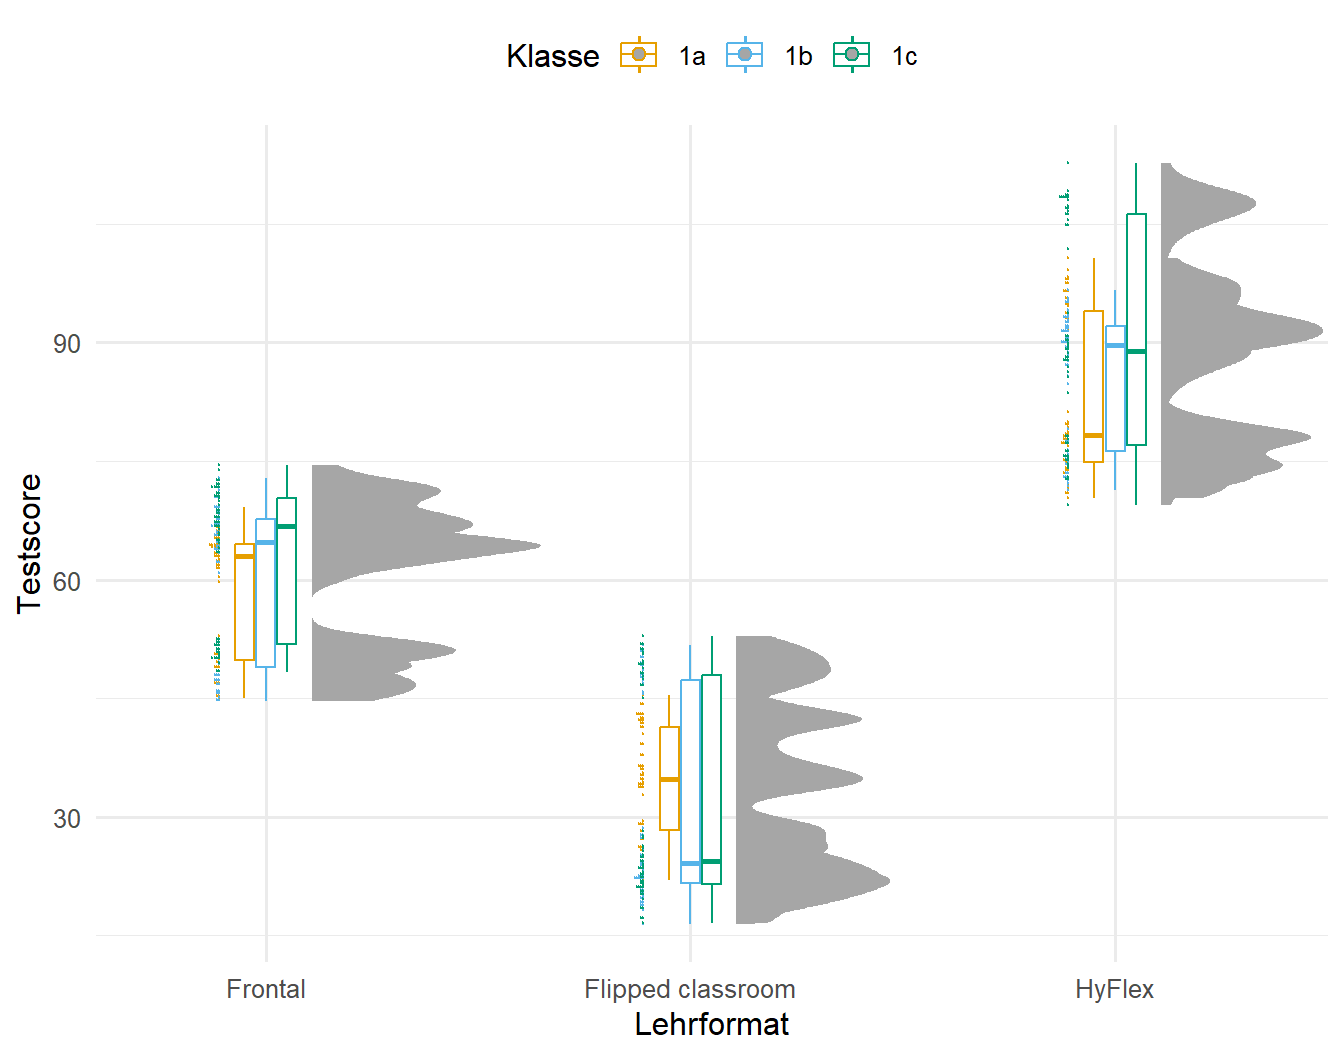 Klasse 1a 1b 1c
90
60
30
Testscore
Frontal Flipped classroom HyFlex
Lehrformat